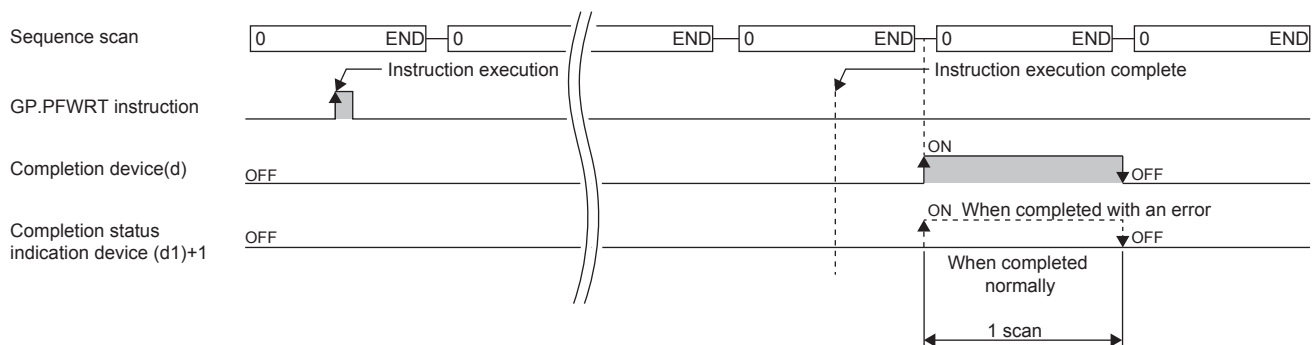 Sequence scan
0 END 0 END 0 END 0 END 0 END
Instruction execution
Instruction execution complete
GP.PFWRT instruction
ON
Completion device(d)
OFF
OFF
ON When completed with an error
Completion status
indication device (d1)+1
OFF
OFF
When completed
normally
1 scan